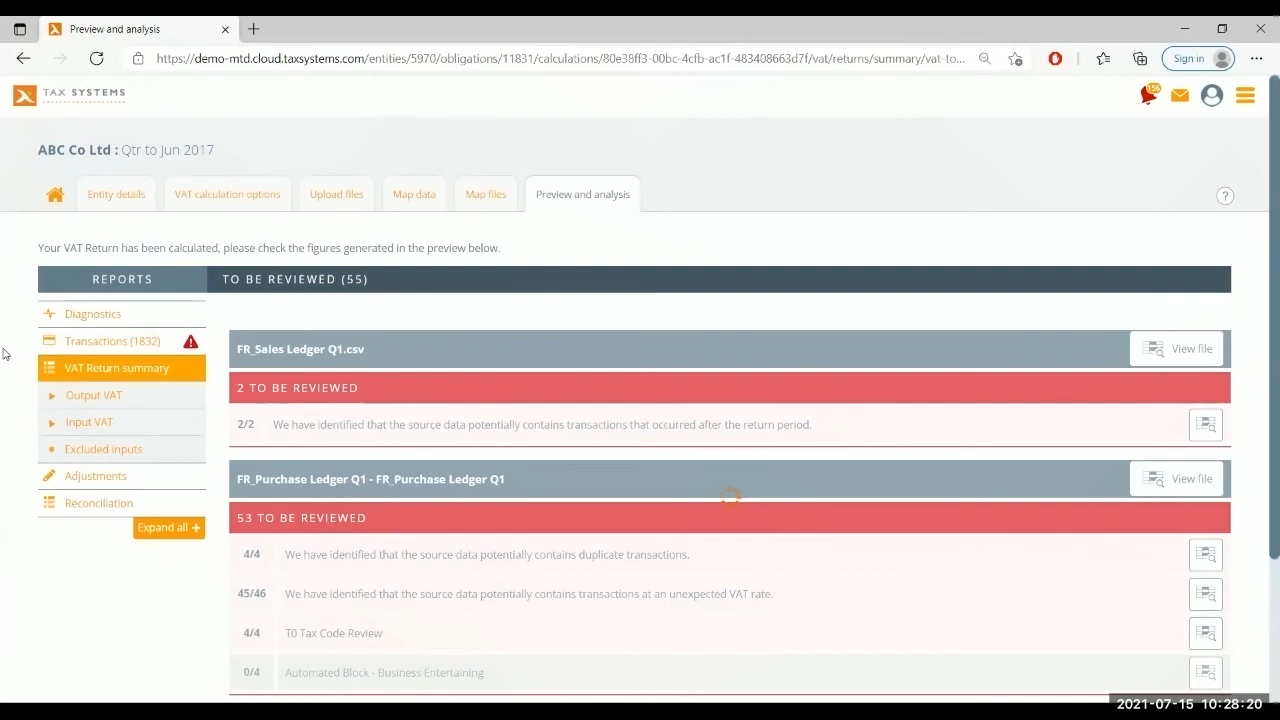 Preview and analysis
https://demo-mtd.cloud.taxsystems.com/entities/5970/obligations/11821/calculations/80e38ff3-00bc-4cfb-ac1f-483408663d7f/vat/returns/summary/vat-to...
Sign in
TAX SYSTEMS
156
ABC Co Ltd : Qtr to Jun 2017
Entity details
VAT calculation options
Upload files
Map data
Map files
Preview and analysis
?
Your VAT Return has been calculated, please check the figures generated in the preview below.
REPORTS
TO BE REVIEWED (55)
Diagnostics
Transactions (1832)
VAT Return summary
Output VAT
Input VAT
Excluded inputs
Adjustments
Reconciliation
Expand all +
FR_Sales Ledger Q1.csv
View file
2 TO BE REVIEWED
2/2 We have identified that the source data potentially contains transactions that occurred after the return period.
FR_Purchase Ledger Q1 - FR_Purchase Ledger Q1
View file
53 TO BE REVIEWED
4/4 We have identified that the source data potentially contains duplicate transactions.
45/46 We have identified that the source data potentially contains transactions at an unexpected VAT rate.
4/4 T0 Tax Code Review
0/4 Automated Block - Business Entertaining
2021-07-15 10:28:20